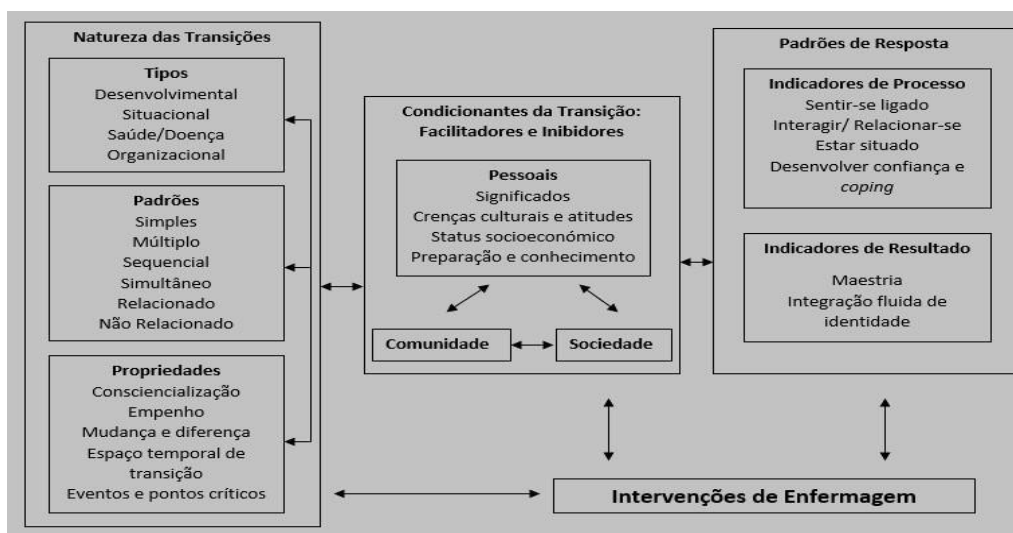 Natureza das Transições
Tipos
Desenvolvimental
Situacional
Saúde/Doença
Organizacional
Padrões
Simples
Múltiplo
Sequencial
Simultâneo
Relacionado
Não Relacionado
Propriedades
Consciencialização
Empenho
Mudança e diferença
Espaço temporal de
transição
Eventos e pontos críticos
Condicionantes da Transição:
Facilitadores e Inibidores
Pessoais
Significados
Crenças culturais e atitudes
Status socioeconómico
Preparação e conhecimento
Comunidade
Sociedade
Padrões de Resposta
Indicadores de Processo
Sentir-se ligado
Interagir/ Relacionar-se
Estar situado
Desenvolver confiança e
coping
Indicadores de Resultado
Maestria
Integração fluida de
identidade
Intervenções de Enfermagem